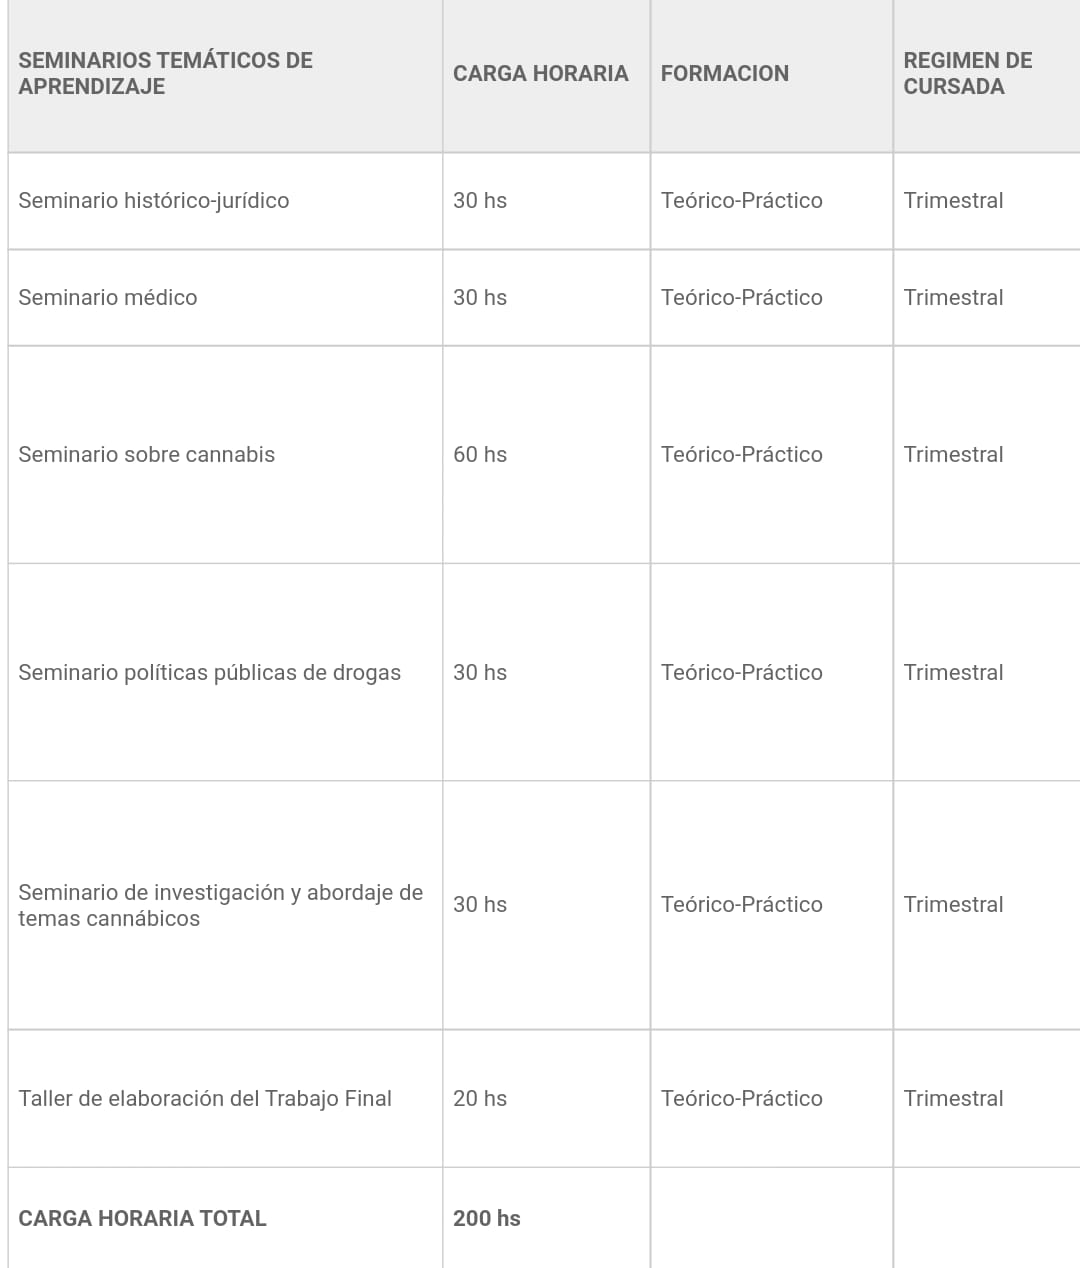 SEMINARIOS TEMÁTICOS DE
APRENDIZAJE
CARGA HORARIA
FORMACION
REGIMEN DE
CURSADA
Seminario histórico-jurídico
30 hs
Teórico-Práctico
Trimestral
Seminario médico
30 hs
Teórico-Práctico
Trimestral
Seminario sobre cannabis
60 hs
Teórico-Práctico
Trimestral
Seminario políticas públicas de drogas
30 hs
Teórico-Práctico
Trimestral
Seminario de investigación y abordaje de
temas cannábicos
30 hs
Teórico-Práctico
Trimestral
Taller de elaboración del Trabajo Final
20 hs
Teórico-Práctico
Trimestral
CARGA HORARIA TOTAL
200 hs